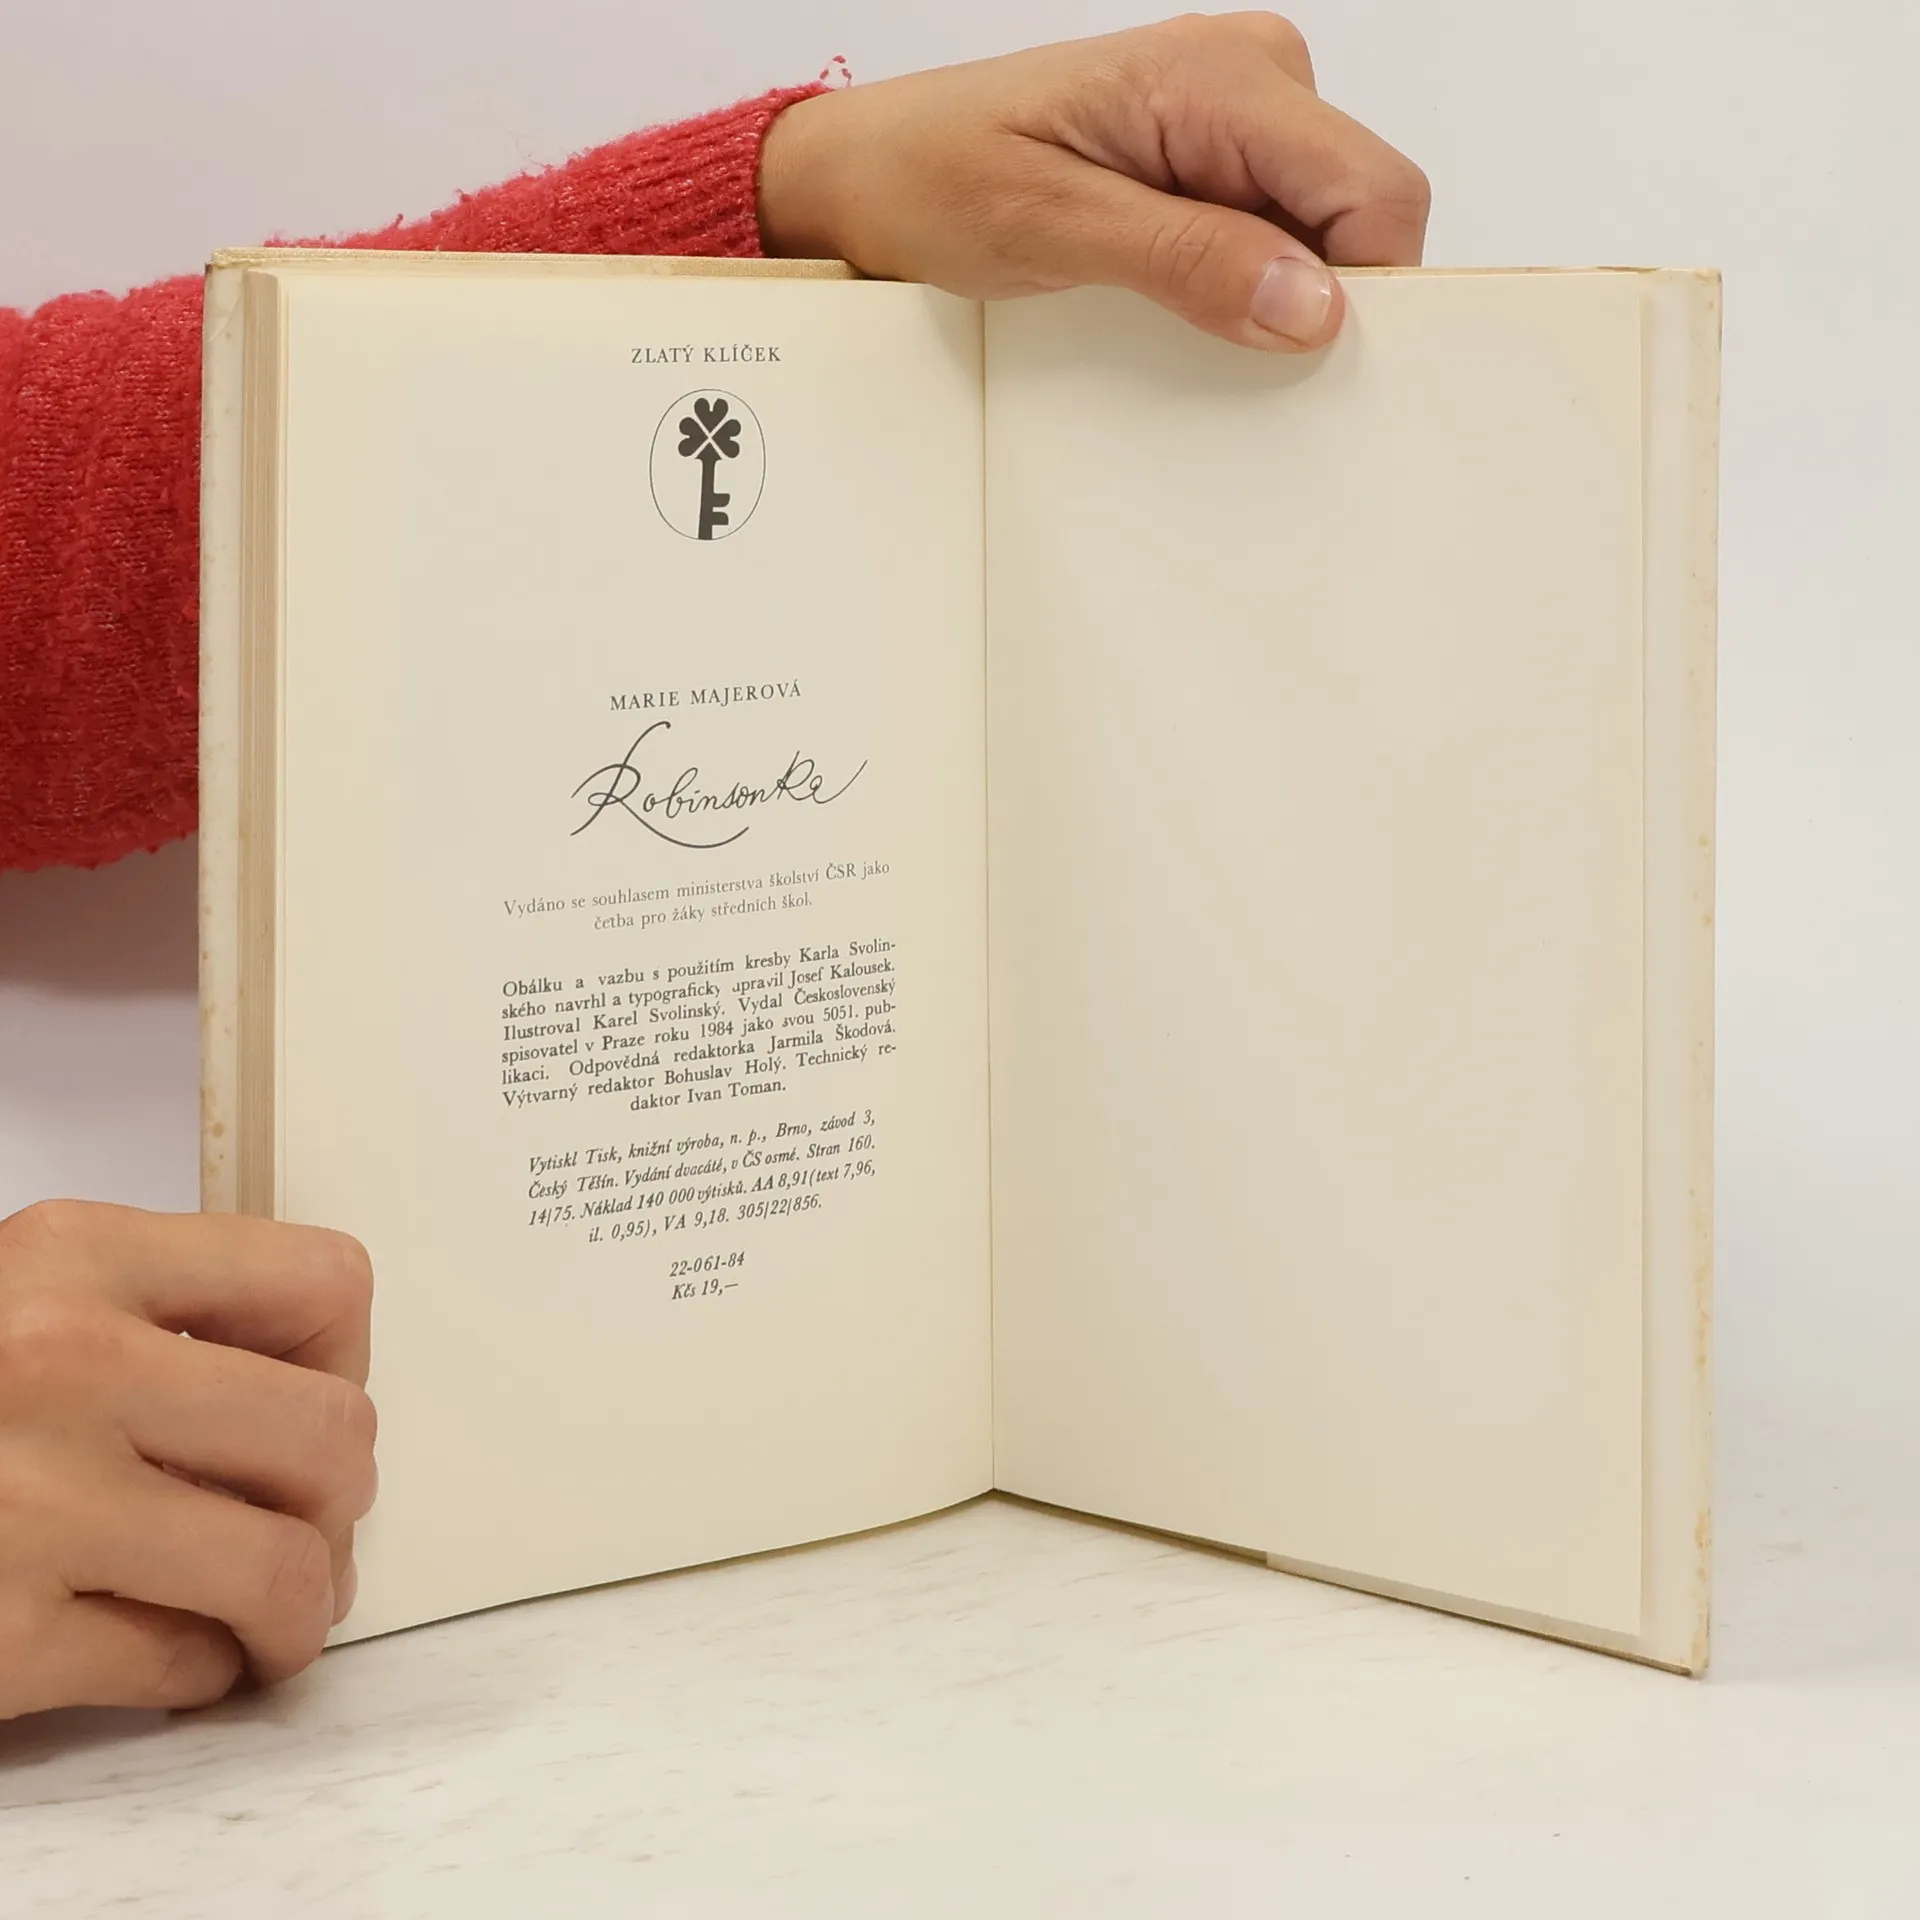 ZLATÝ KLÍČEK
MARIE MAJEROVÁ
Robinsonka
Vydáno se souhlasem ministerstva školství ČSR jako
četba pro žáky středních škol.
Obálku a vazbu s použitím kresby Karla Svolin-
ského navrhl a typograficky upravil Josef Kalousek.
Ilustroval Karel Svolinský. Vydal Československý
spisovatel v Praze roku 1984 jako svou 5051. pub-
likaci. Odpovědná redaktorka Jarmila Škodová.
Výtvarný redaktor Bohuslav Holý. Technický re-
daktor Ivan Toman.
Vytiskl Tisk, knižní výroba, n. p., Brno, závod 3,
Český Těšín. Vydání dvacáté, v ČS osmé. Stran 160.
14/75. Náklad 140 000 výtisků. AA 8,91 (text 7,96,
il. 0,95), VA 9,18. 305/22/856.
22-061-84
Kčs 19,—